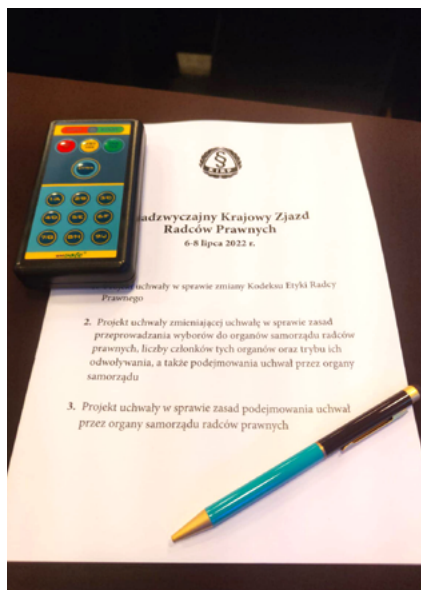 §
KIRP
Nadzwyczajny Krajowy Zjazd
Radców Prawnych
6-8 lipca 2022 r.
uchwały w sprawie zmiany Kodeksu Etyki Radcy
Prawnego
2. Projekt uchwały zmieniającej uchwałę w sprawie zasad
przeprowadzania wyborów do organów samorządu radców
prawnych, liczby członków tych organów oraz trybu ich
odwoływania, a także podejmowania uchwał przez organy
samorządu
3. Projekt uchwały w sprawie zasad podejmowania uchwał
przez organy samorządu radców prawnych